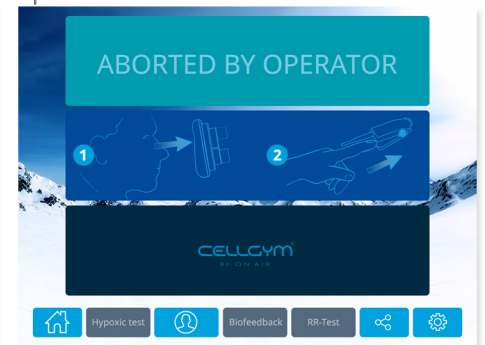 ABORTED BY OPERATOR
1
2
CELLGYM
BE ON AIR
Hypoxic test
Biofeedback
RR-Test